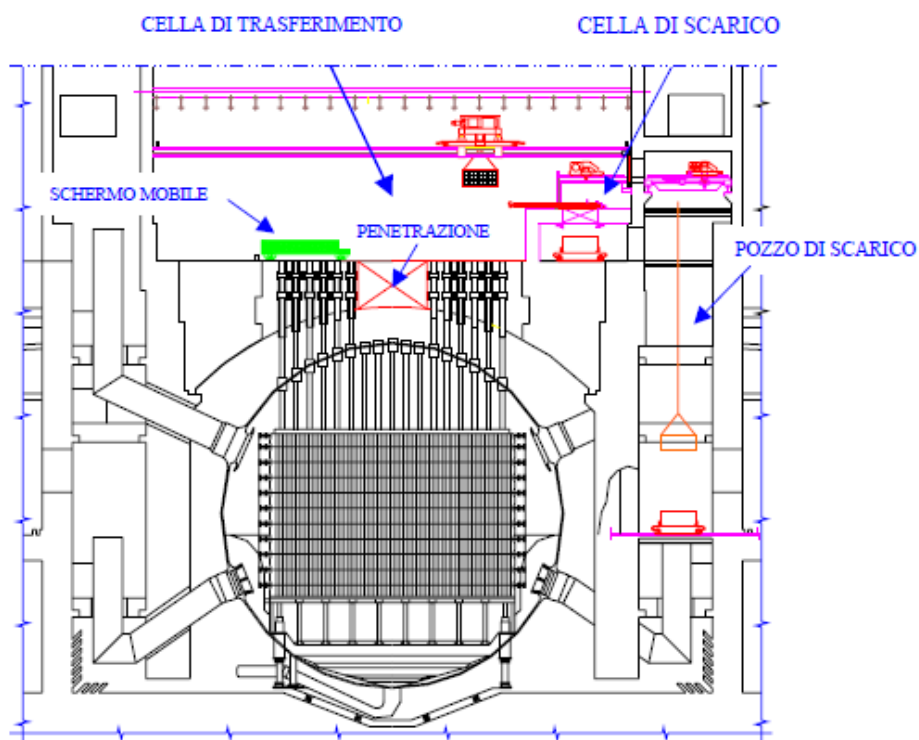 CELLA DI TRASFERIMENTO
CELLA DI SCARICO
SCHERMO MOBILE
PENETRAZIONE
POZZO DI SCARICO